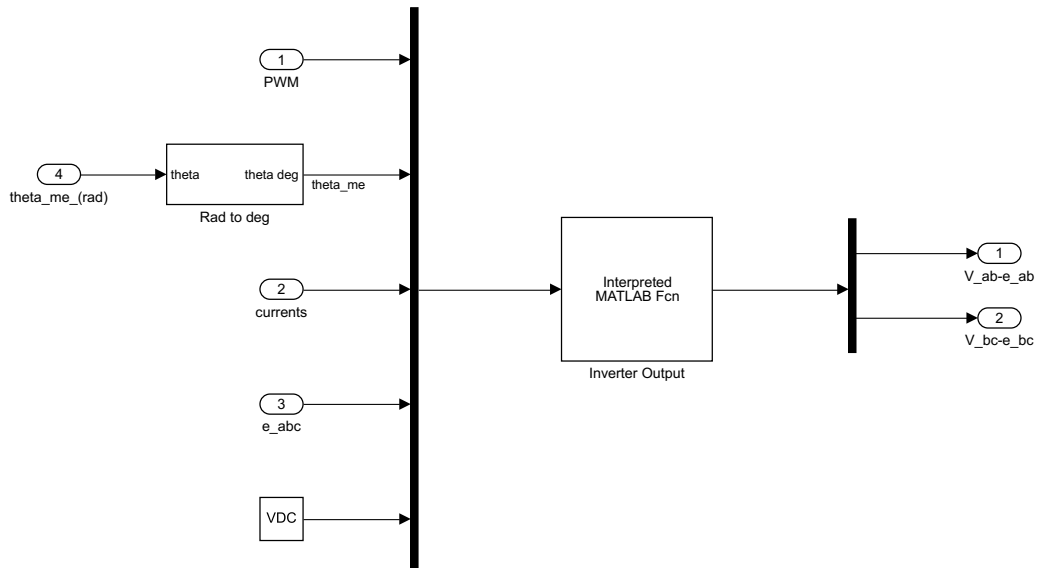 1
PWM
4
theta_me_(rad)
theta
theta deg
Rad to deg
theta_me
2
currents
3
e_abc
VDC
Interpreted
MATLAB Fcn
Inverter Output
1
V_ab-e_ab
2
V_bc-e_bc